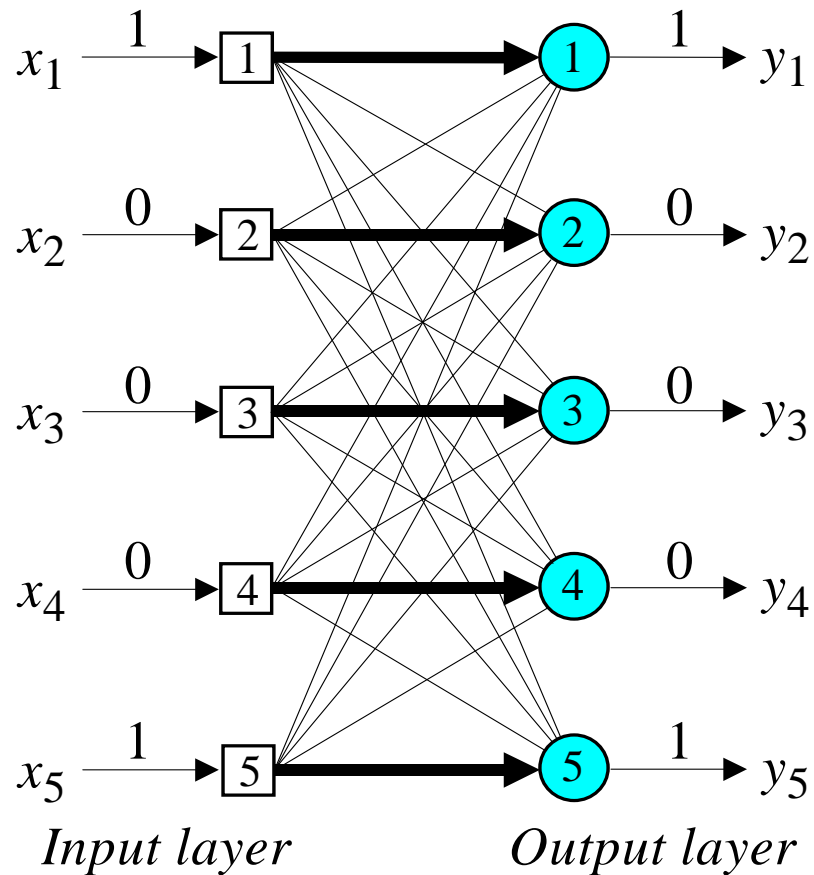 1 1
x1 1 1 y1
0 0
x2 2 2 y2
0 0
x3 3 3 y3
0 0
x4 4 4 y4
1 1
x5 5 5 y5
Input layer Output layer